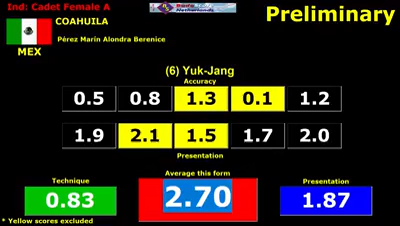 Ind: Cadet Female A
Preliminary
COAHUILA
Pérez Marín Alondra Berenice
MEX
(6) Yuk-Jang
Accuracy
0.5 0.8 1.3 0.1 1.2
1.9 2.1 1.5 1.7 2.0
Presentation
Technique
Average this form
Presentation
0.83
2.70
1.87
* Yellow scores excluded